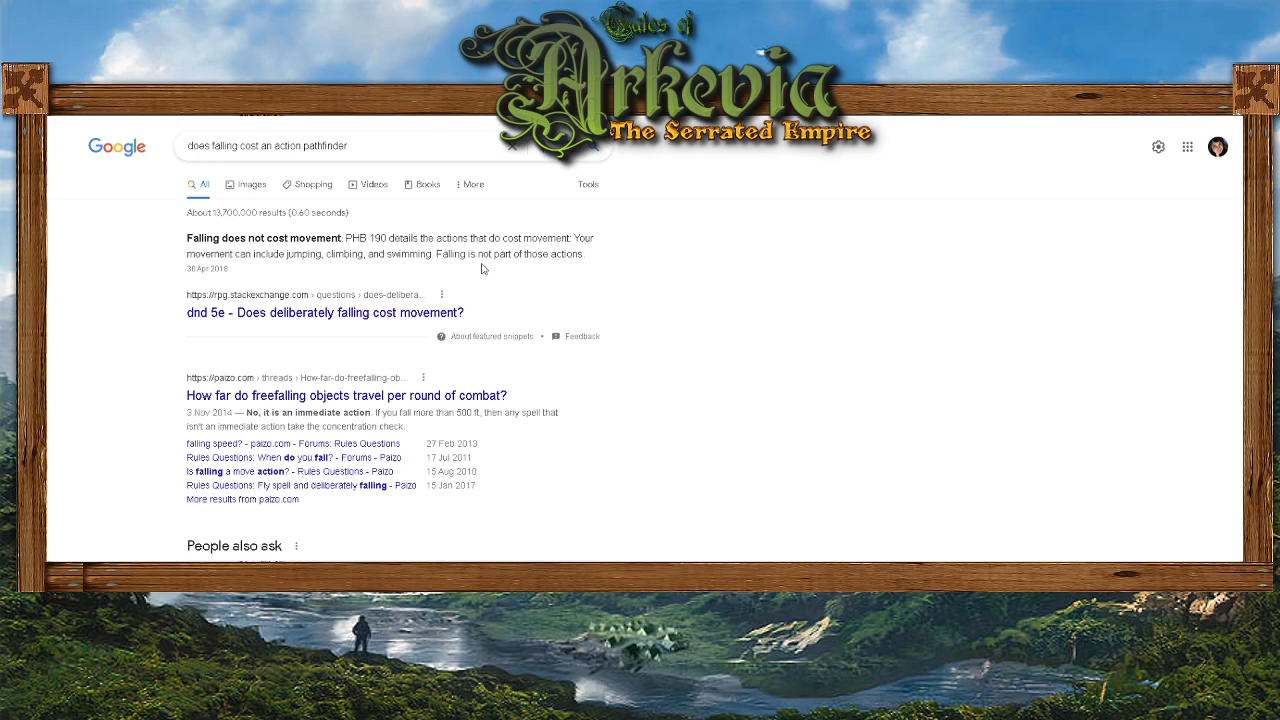 Tales of
Arkevia
The Serrated Empire
Google
does falling cost an action pathfinder
All
Images
Shopping
Videos
Books
More
Tools
About 13,700,000 results (0.60 seconds)
Falling does not cost movement. PHB 190 details the actions that do cost movement: Your
movement can include jumping, climbing, and swimming. Falling is not part of those actions.
30 Apr 2018
https://rpg.stackexchange.com › questions › does-delibera...
dnd 5e - Does deliberately falling cost movement?
About featured snippets • Feedback
https://paizo.com › threads › How-far-do-freefalling-ob...
How far do freefalling objects travel per round of combat?
3 Nov 2014 — No, it is an immediate action. If you fall more than 500 ft, then any spell that
isn't an immediate action take the concentration check.
falling speed? - paizo.com - Forums: Rules Questions 27 Feb 2013
Rules Questions: When do you fall? - Forums - Paizo 17 Jul 2011
Is falling a move action? - Rules Questions - Paizo 15 Aug 2010
Rules Questions: Fly spell and deliberately falling - Paizo 15 Jan 2017
More results from paizo.com
People also ask